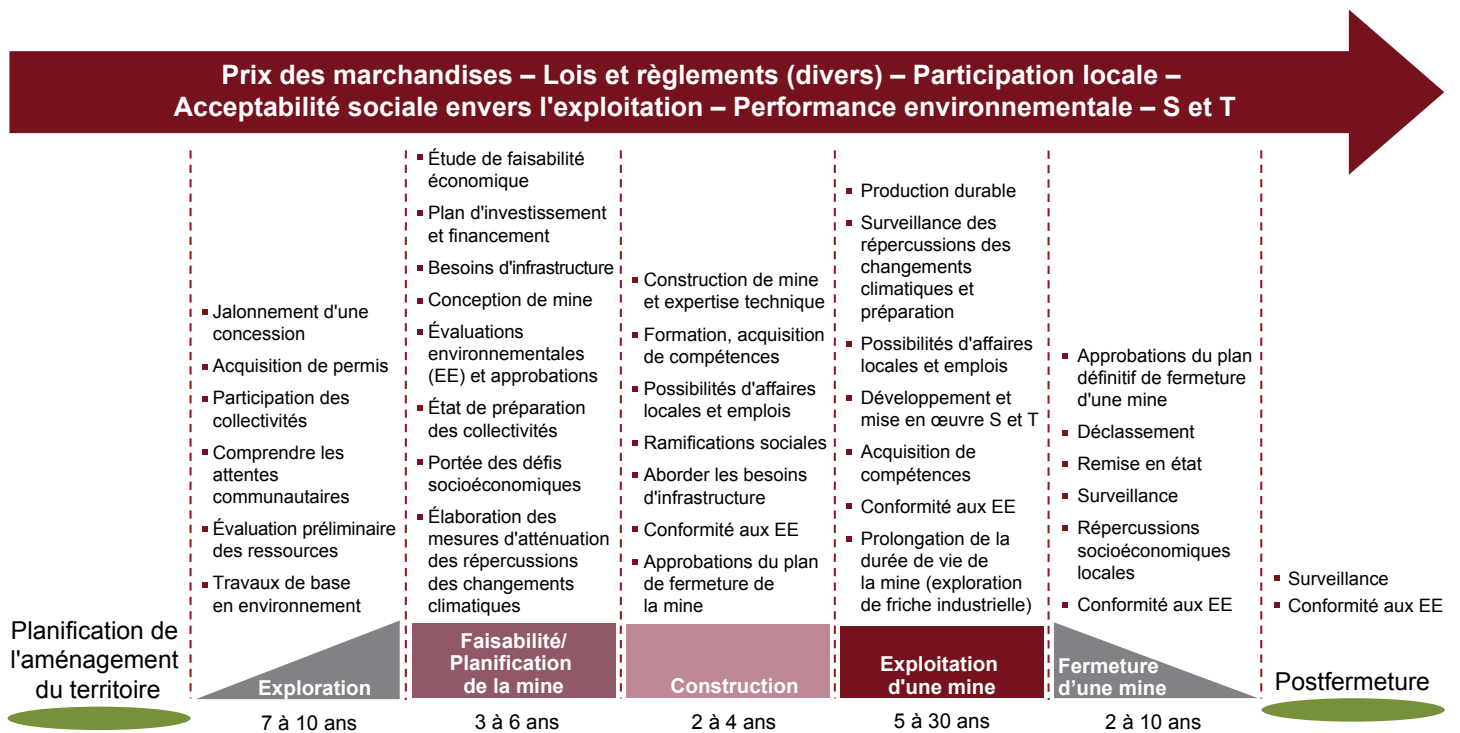 Prix des marchandises – Lois et règlements (divers) – Participation locale –
Acceptabilité sociale envers l'exploitation – Performance environnementale – S et T
Planification de
l'aménagement
du territoire
▪ Jalonnement d'une
concession
▪ Acquisition de permis
▪ Participation des
collectivités
▪ Comprendre les
attentes
communautaires
▪ Évaluation préliminaire
des ressources
▪ Travaux de base
en environnement
Exploration
7 à 10 ans
▪ Étude de faisabilité
économique
▪ Plan d'investissement
et financement
▪ Besoins d'infrastructure
▪ Conception de mine
▪ Évaluations
environnementales
(EE) et approbations
▪ État de préparation
des collectivités
▪ Portée des défis
socioéconomiques
▪ Élaboration des
mesures d'atténuation
des répercussions
des changements
climatiques
Faisabilité/
Planification
de la mine
3 à 6 ans
▪ Construction de mine
et expertise technique
▪ Formation, acquisition
de compétences
▪ Possibilités d'affaires
locales et emplois
▪ Ramifications sociales
▪ Aborder les besoins
d'infrastructure
▪ Conformité aux EE
▪ Approbations du plan
de fermeture de
la mine
Construction
2 à 4 ans
▪ Production durable
▪ Surveillance des
répercussions des
changements
climatiques et
préparation
▪ Possibilités d'affaires
locales et emplois
▪ Développement et
mise en œuvre S et T
▪ Acquisition de
compétences
▪ Conformité aux EE
▪ Prolongation de la
durée de vie de
la mine (exploration
de friche industrielle)
Exploitation
d'une mine
5 à 30 ans
▪ Approbations du plan
définitif de fermeture
d'une mine
▪ Déclassement
▪ Remise en état
▪ Surveillance
▪ Répercussions
socioéconomiques
locales
▪ Conformité aux EE
Fermeture
d’une mine
2 à 10 ans
▪ Surveillance
▪ Conformité aux EE
Postfermeture